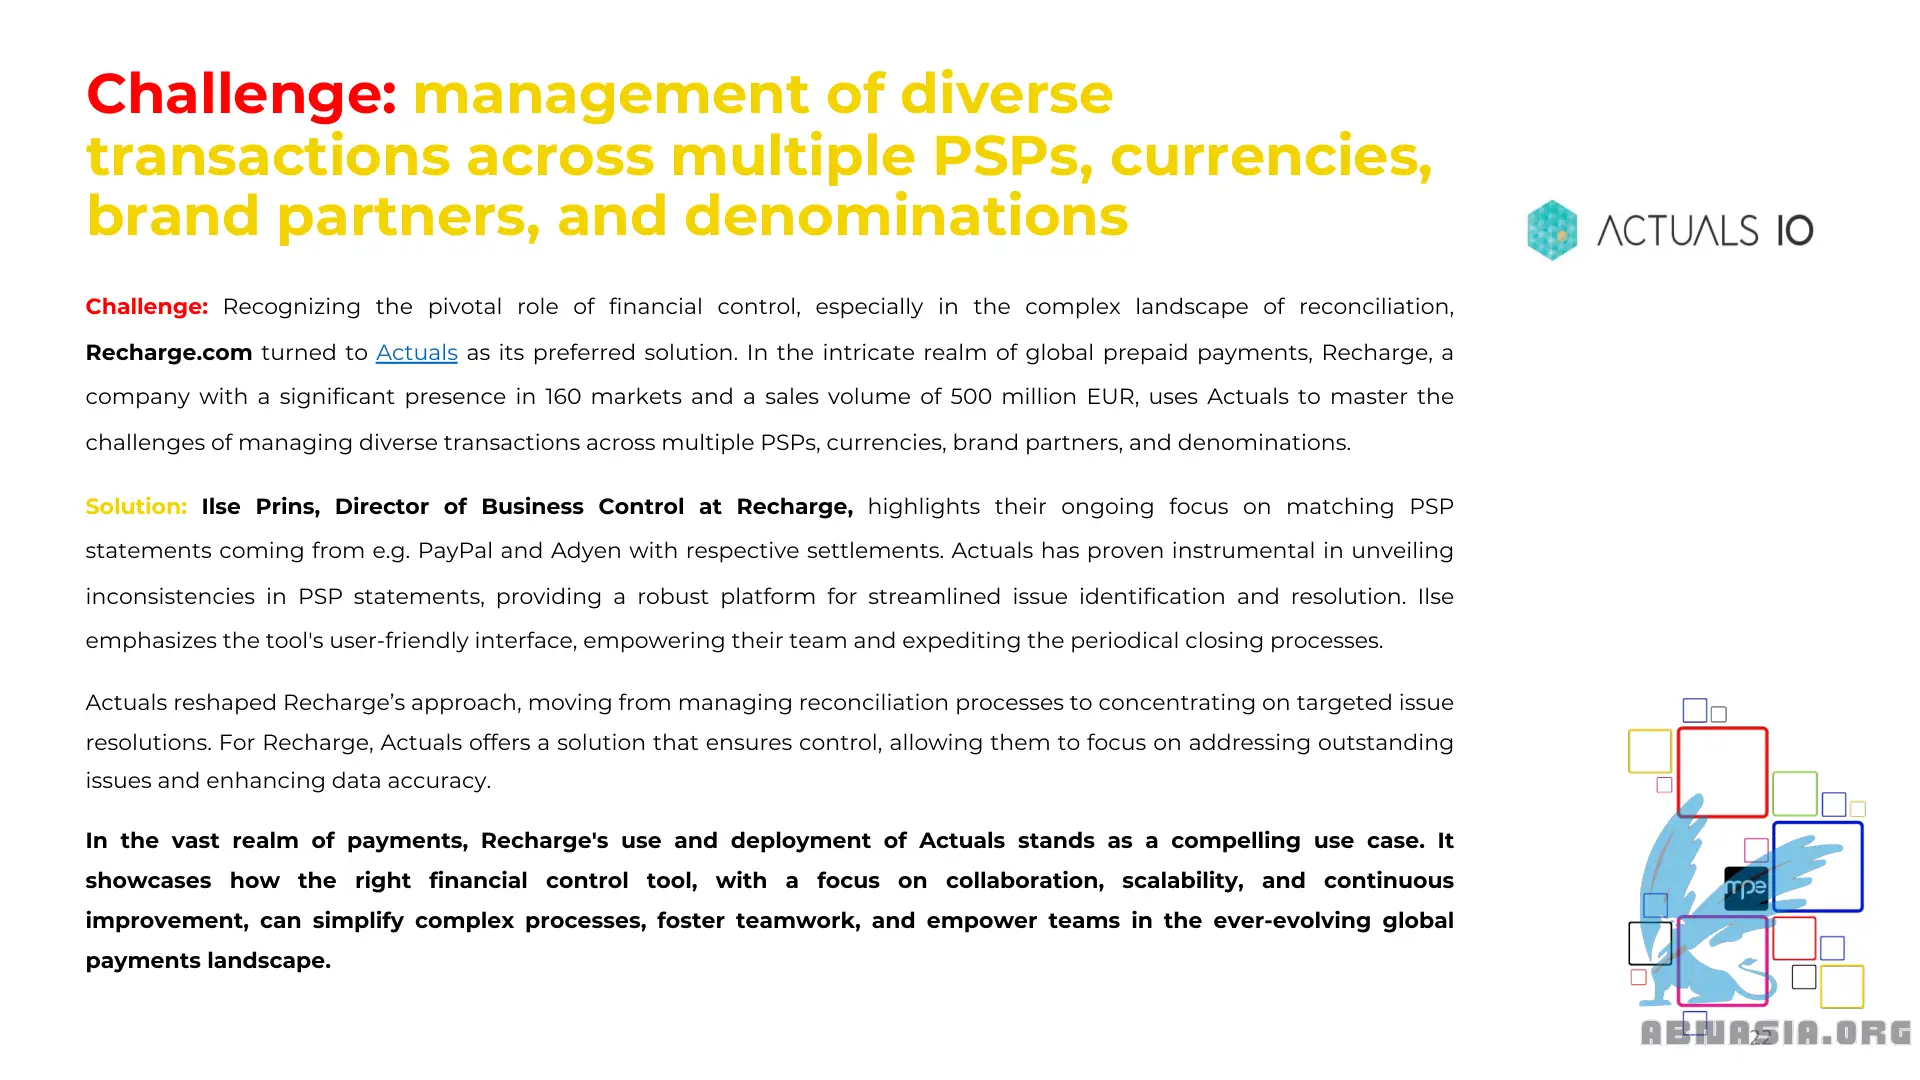 Challenge: management of diverse
transactions across multiple PSPs, currencies,
brand partners, and denominations
ACTUALS IO
Challenge: Recognizing the pivotal role of financial control, especially in the complex landscape of reconciliation,
Recharge.com turned to Actuals as its preferred solution. In the intricate realm of global prepaid payments, Recharge, a
company with a significant presence in 160 markets and a sales volume of 500 million EUR, uses Actuals to master the
challenges of managing diverse transactions across multiple PSPs, currencies, brand partners, and denominations.
Solution: Ilse Prins, Director of Business Control at Recharge, highlights their ongoing focus on matching PSP
statements coming from e.g. PayPal and Adyen with respective settlements. Actuals has proven instrumental in unveiling
inconsistencies in PSP statements, providing a robust platform for streamlined issue identification and resolution. Ilse
emphasizes the tool's user-friendly interface, empowering their team and expediting the periodical closing processes.
Actuals reshaped Recharge’s approach, moving from managing reconciliation processes to concentrating on targeted issue
resolutions. For Recharge, Actuals offers a solution that ensures control, allowing them to focus on addressing outstanding
issues and enhancing data accuracy.
In the vast realm of payments, Recharge's use and deployment of Actuals stands as a compelling use case. It
showcases how the right financial control tool, with a focus on collaboration, scalability, and continuous
improvement, can simplify complex processes, foster teamwork, and empower teams in the ever-evolving global
payments landscape.
mpe
ABNASIA.ORG
22